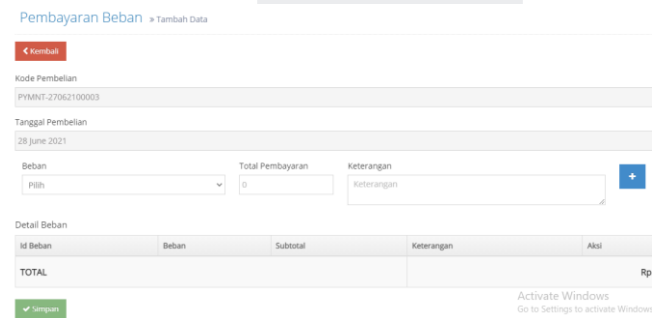 Pembayaran Beban » Tambah Data
Kembali
Kode Pembelian
PYMNT-27062100003
Tanggal Pembelian
28 June 2021
Beban Total Pembayaran Keterangan
Pilih 0 Keterangan +
Detail Beban
Id Beban Beban Subtotal Keterangan Aksi
TOTAL Rp
Activate Windows
Go to Settings to activate Windows
Simpan